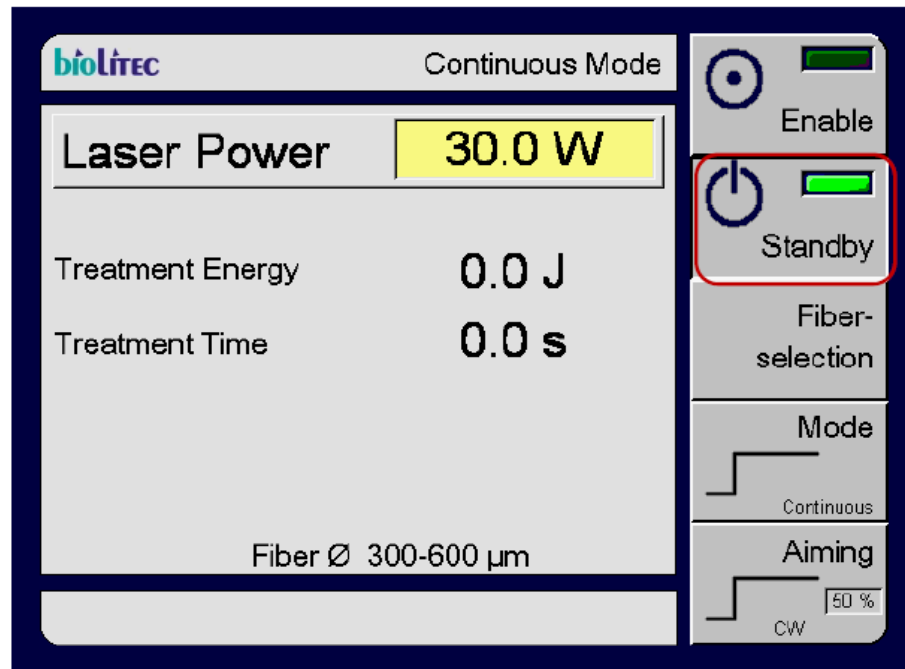 biolitec Continuous Mode
Laser Power 30.0 W
Treatment Energy 0.0 J
Treatment Time 0.0 s
Fiber Ø 300-600 µm
Enable
Standby
Fiber-
selection
Mode
Continuous
Aiming
50 %
CW